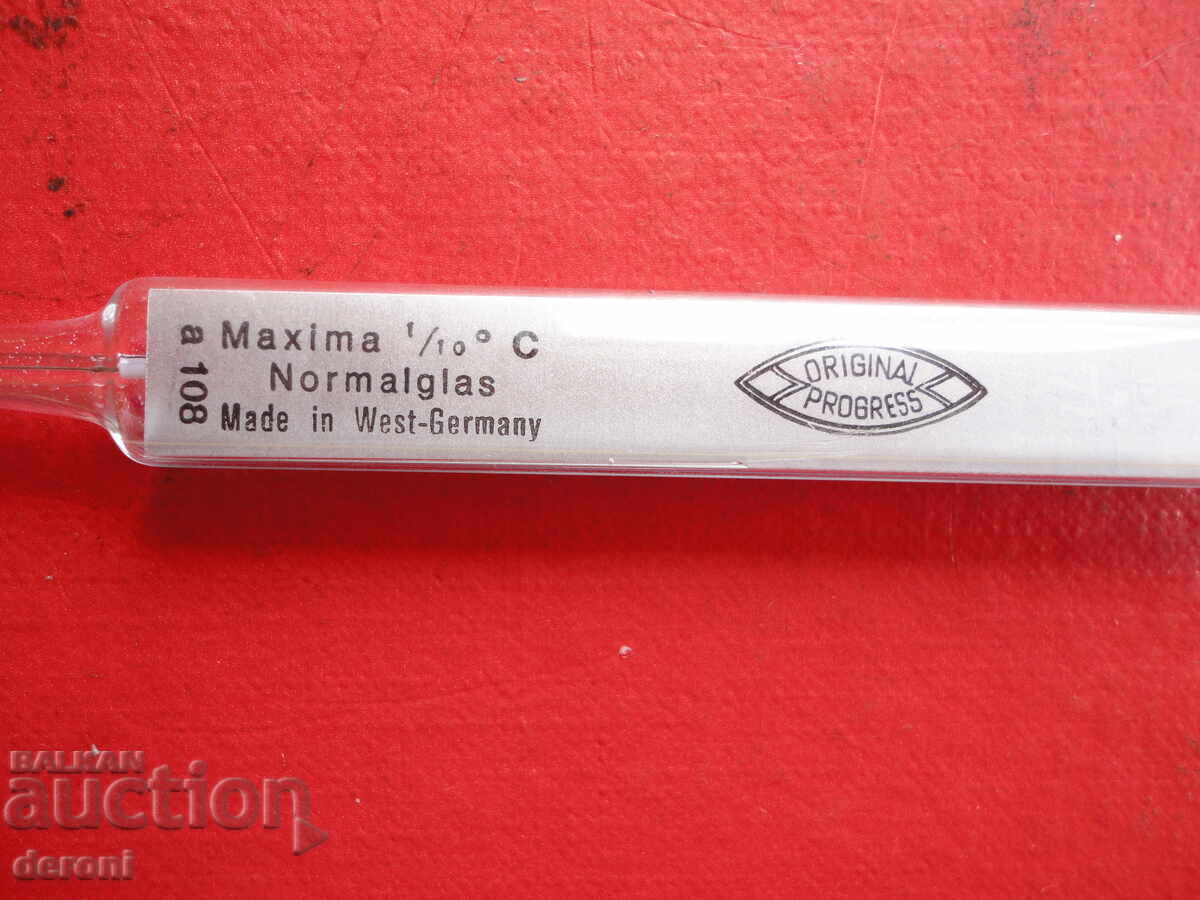 a 108
Maxima 1/10° C
Normalglas
Made in West-Germany
ORIGINAL
PROGRESS
BALKAN
auction
deroni